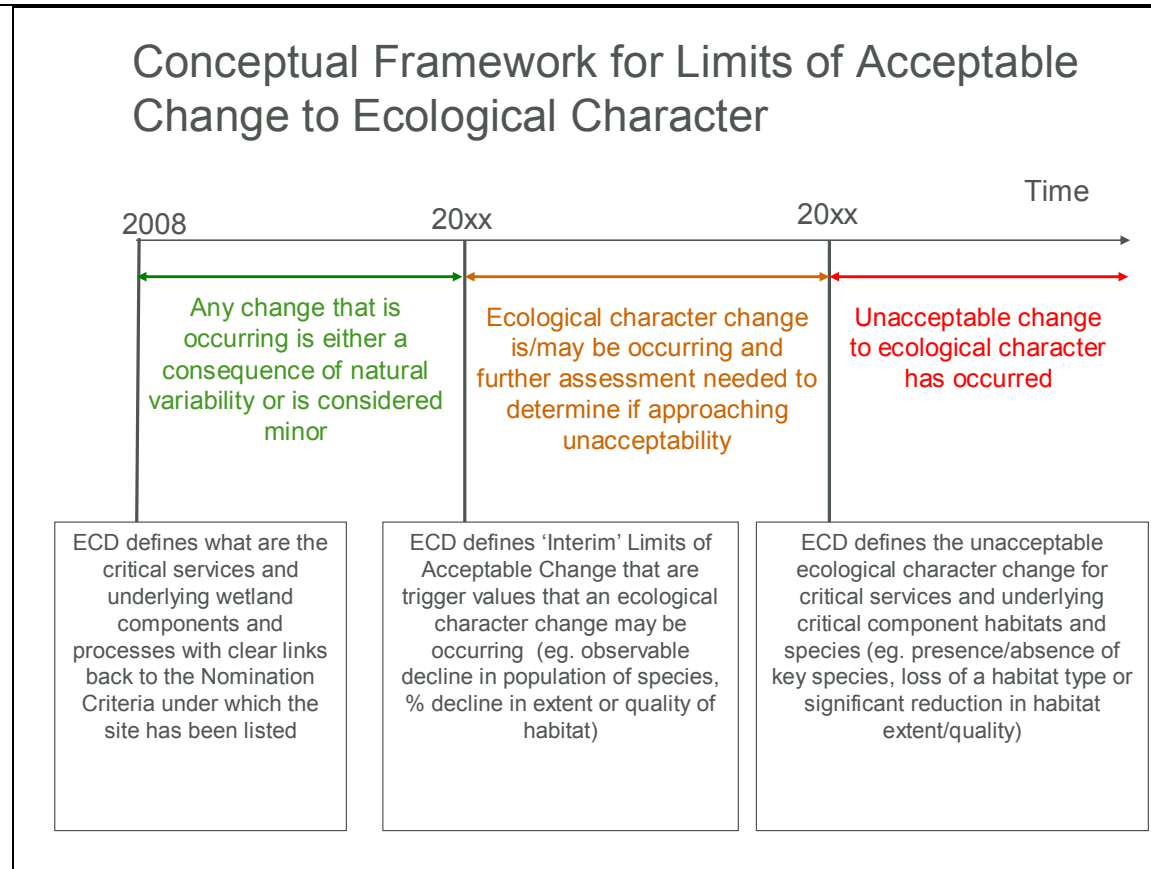 Conceptual Framework for Limits of Acceptable
Change to Ecological Character
Time
2008
20xx
20xx
Any change that is
occurring is either a
consequence of natural
variability or is considered
minor
Ecological character change
is/may be occurring and
further assessment needed to
determine if approaching
unacceptability
Unacceptable change
to ecological character
has occurred
ECD defines what are the
critical services and
underlying wetland
components and
processes with clear links
back to the Nomination
Criteria under which the
site has been listed
ECD defines ‘Interim’ Limits of
Acceptable Change that are
trigger values that an ecological
character change may be
occurring (eg. observable
decline in population of species,
% decline in extent or quality of
habitat)
ECD defines the unacceptable
ecological character change for
critical services and underlying
critical component habitats and
species (eg. presence/absence of
key species, loss of a habitat type or
significant reduction in habitat
extent/quality)